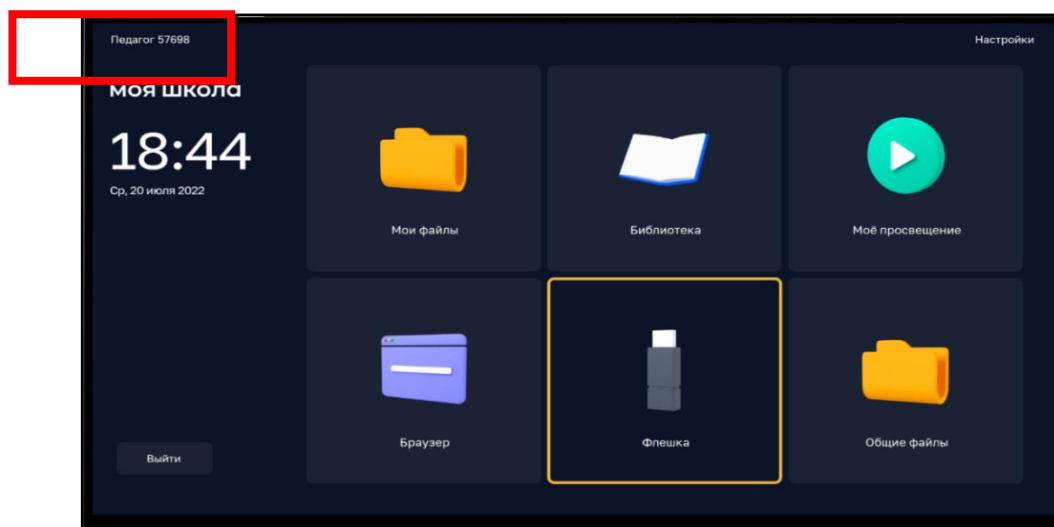 Педагог 57698
Настройки
моя школа
18:44
Ср, 20 июля 2022
Мои файлы
Библиотека
Моё просвещение
Браузер
Флешка
Общие файлы
Выйти